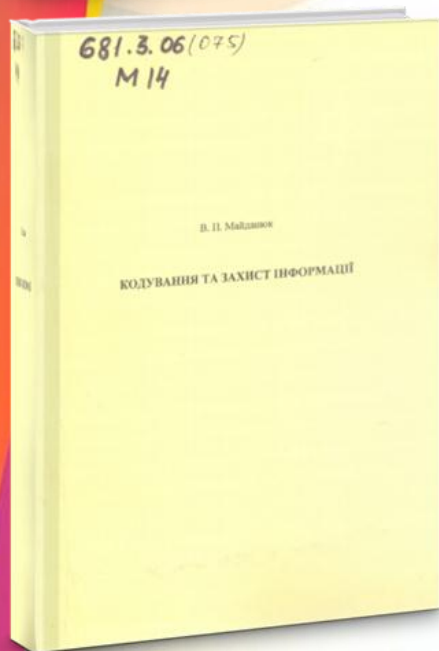 681.3.06(075)
М 14
В. П. Майданюк
КОДУВАННЯ ТА ЗАХИСТ ІНФОРМАЦІЇ